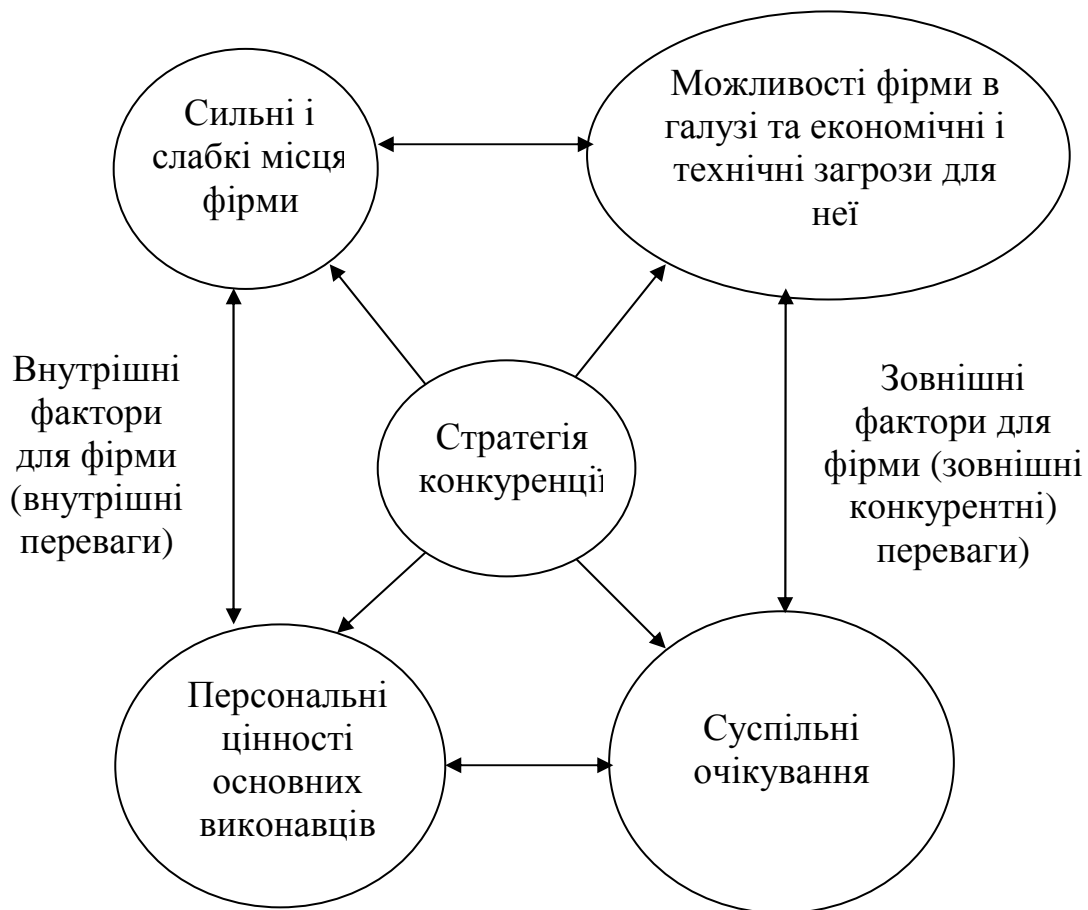 Сильні і
слабкі місця
фірми
Можливості фірми в
галузі та економічні і
технічні загрози для
неї
Внутрішні
фактори
для фірми
(внутрішні
переваги)
Стратегія
конкуренції
Зовнішні
фактори для
фірми (зовнішні
конкурентні)
переваги)
Персональні
цінності
основних
виконавців
Суспільні
очікування